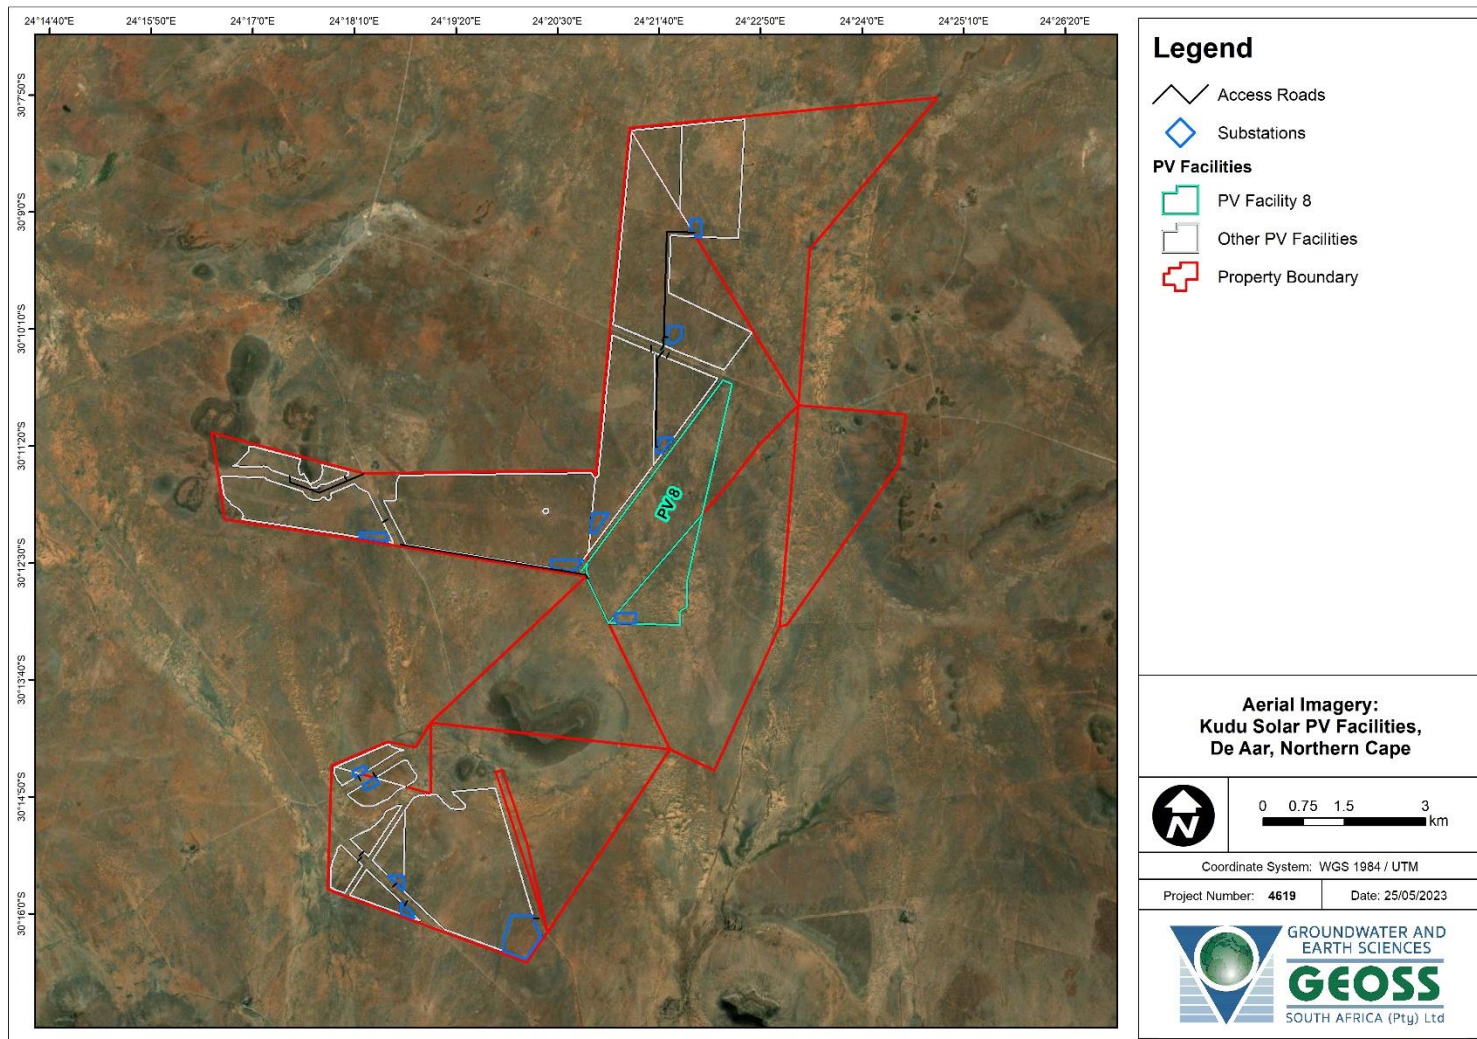 24°14'40"E 24°15'50"E 24°17'0"E 24°18'10"E 24°19'20"E 24°20'30"E 24°21'40"E 24°22'50"E 24°24'0"E 24°25'10"E 24°26'20"E
30°7'50"S
30°9'0"S
30°10'10"S
30°11'20"S
30°12'30"S
30°13'40"S
30°14'50"S
30°16'0"S
PV 8
Legend
Access Roads
Substations
PV Facilities
PV Facility 8
Other PV Facilities
Property Boundary
Aerial Imagery:
Kudu Solar PV Facilities,
De Aar, Northern Cape
N
0 0.75 1.5 3
km
Coordinate System: WGS 1984 / UTM
Project Number: 4619 Date: 25/05/2023
GROUNDWATER AND
EARTH SCIENCES
GEOSS
SOUTH AFRICA (Pty) Ltd